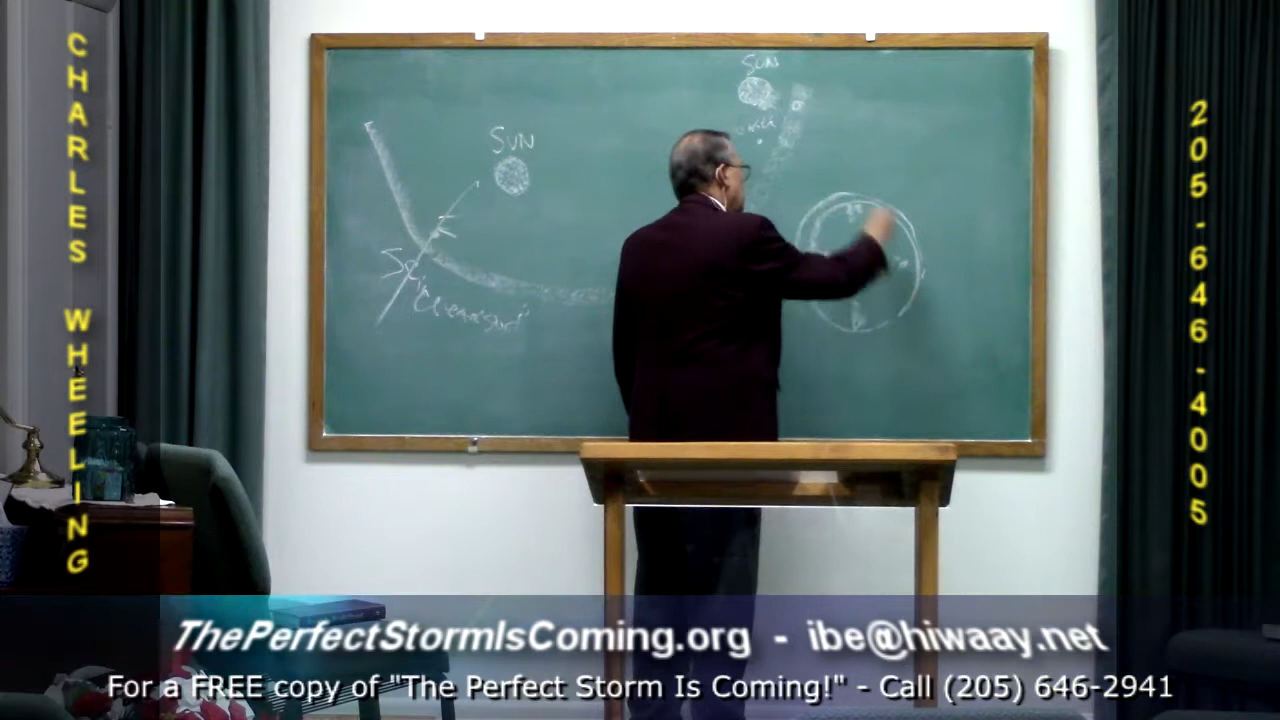 CHARLES WHEELING
SUN
SUN
205-646-4005
ThePerfectStormIsComing.org - ibe@hiwaay.net
For a FREE copy of "The Perfect Storm Is Coming!" - Call (205) 646-2941